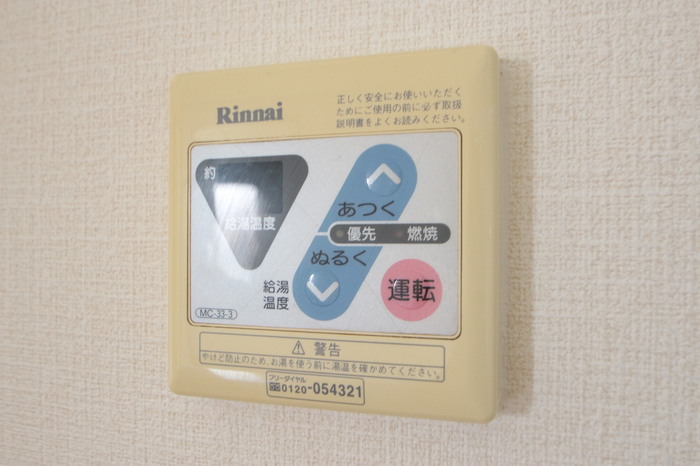 Rinnai
正しく安全にお使いいただく
ためにご使用の前に必ず取扱
説明書をよくお読みください。
約
給湯温度
あつく
優先 燃焼
ぬるく
給湯
温度
運転
MC-33-3
⚠ 警告
やけど防止のため、お湯を使う前に湯温を確かめてください。
フリーダイヤル
0120-054321